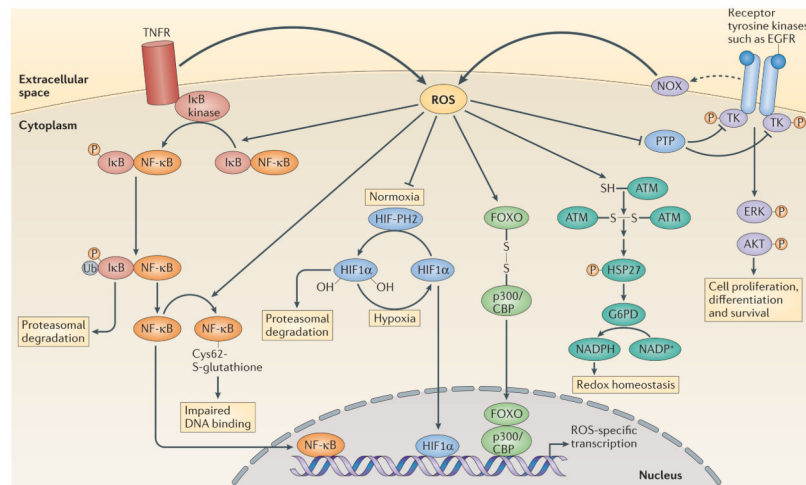 TNFR
Receptor
tyrosine kinases
such as EGFR
Extracellular
space
IκB
kinase
ROS
NOX
Cytoplasm
P
TK
TK
P
PTP
P
IκB
NF-κB
IκB
NF-κB
Normoxia
HIF-PH2
FOXO
SH
ATM
ATM
S
S
ATM
ERK
P
S
S
AKT
P
P
Ub
IκB
NF-κB
HIF1α
HIF1α
OH
OH
Hypoxia
p300/
CBP
P
HSP27
G6PD
Cell proliferation,
differentiation
and survival
Proteasomal
degradation
NF-κB
NF-κB
Cys62-
S-glutathione
Proteasomal
degradation
NADPH
NADP⁺
Redox homeostasis
Impaired
DNA binding
FOXO
p300/
CBP
NF-κB
HIF1α
ROS-specific
transcription
Nucleus